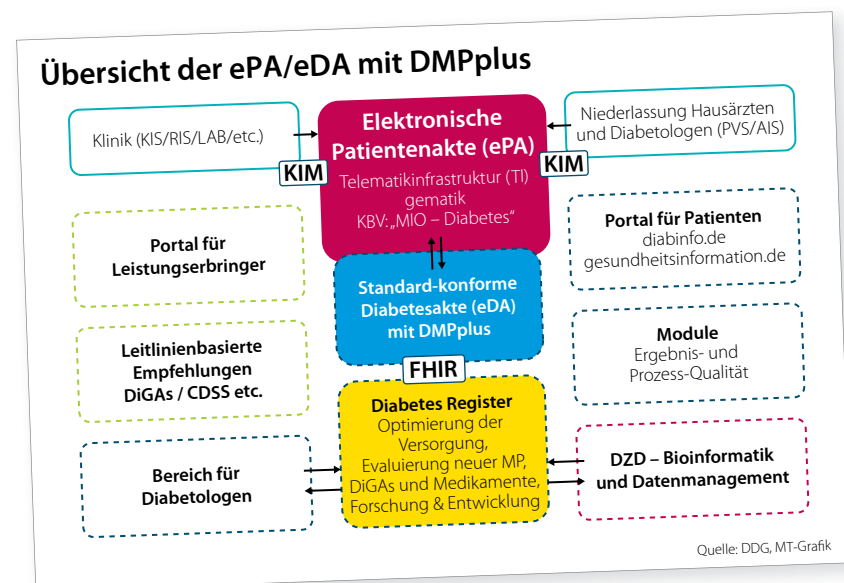 Übersicht der ePA/eDA mit DMPplus
Klinik (KIS/RIS/LAB/etc.)
KIM
Elektronische
Patientenakte (ePA)
Telematikinfrastruktur (TI)
gematik
KBV: „MIO – Diabetes“
Niederlassung Hausärzten
und Diabetologen (PVS/AIS)
KIM
Portal für
Leistungserbringer
Standard-konforme
Diabetesakte (eDA)
mit DMPplus
Portal für Patienten
diabinfo.de
gesundheitsinformation.de
Leitlinienbasierte
Empfehlungen
DiGAs / CDSS etc.
FHIR
Module
Ergebnis- und
Prozess-Qualität
Bereich für
Diabetologen
Diabetes Register
Optimierung der
Versorgung,
Evaluierung neuer MP,
DiGAs und Medikamente,
Forschung & Entwicklung
DZD – Bioinformatik
und Datenmanagement
Quelle: DDG, MT-Grafik